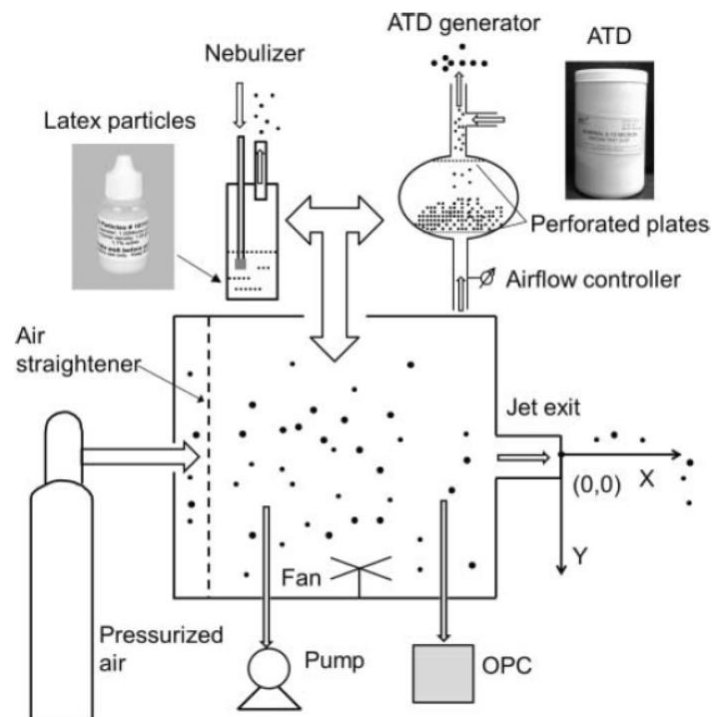 ATD generator
ATD
Nebulizer
Latex particles
Perforated plates
Airflow controller
Air
straightener
Jet exit
(0,0)
X
Y
Fan
Pressurized
air
Pump
OPC